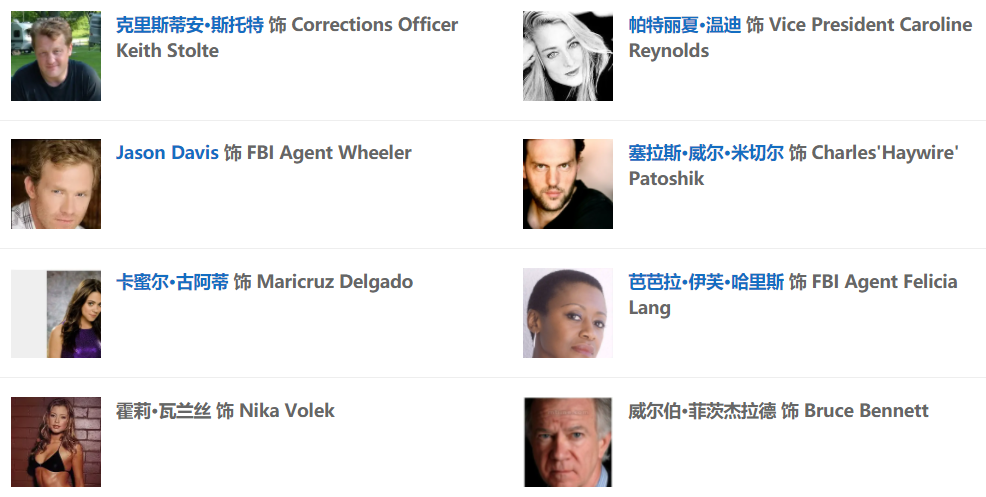 克里斯蒂安•斯托特 饰 Corrections Officer
Keith Stolte
帕特丽夏•温迪 饰 Vice President Caroline
Reynolds
Jason Davis 饰 FBI Agent Wheeler
塞拉斯•威尔•米切尔 饰 Charles'Haywire'
Patoshik
卡蜜尔•古阿蒂 饰 Maricruz Delgado
芭芭拉•伊芙•哈里斯 饰 FBI Agent Felicia
Lang
霍莉•瓦兰丝 饰 Nika Volek
威尔伯•菲茨杰拉德 饰 Bruce Bennett